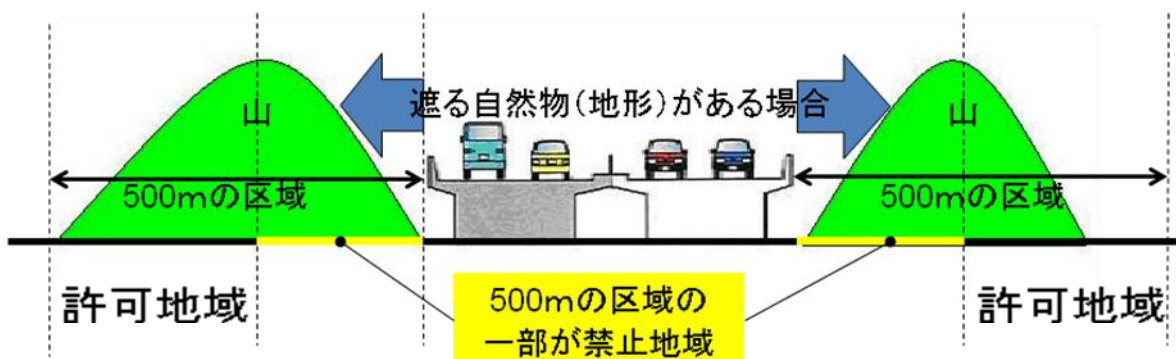 遮る自然物(地形)がある場合
山
山
500mの区域
500mの区域
許可地域
500mの区域の
一部が禁止地域
許可地域